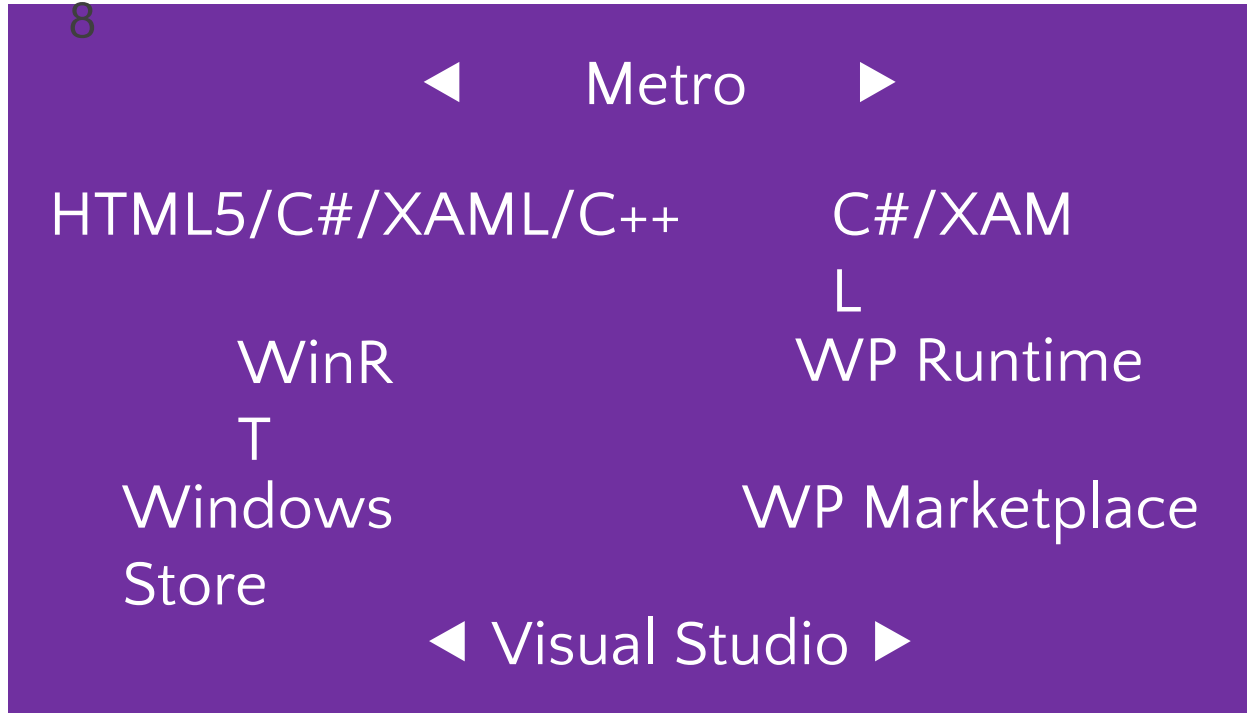 8
◀ Metro ▶
HTML5/C#/XAML/C++
C#/XAM
L
WinR
T
WP Runtime
Windows
Store
WP Marketplace
◀ Visual Studio ▶